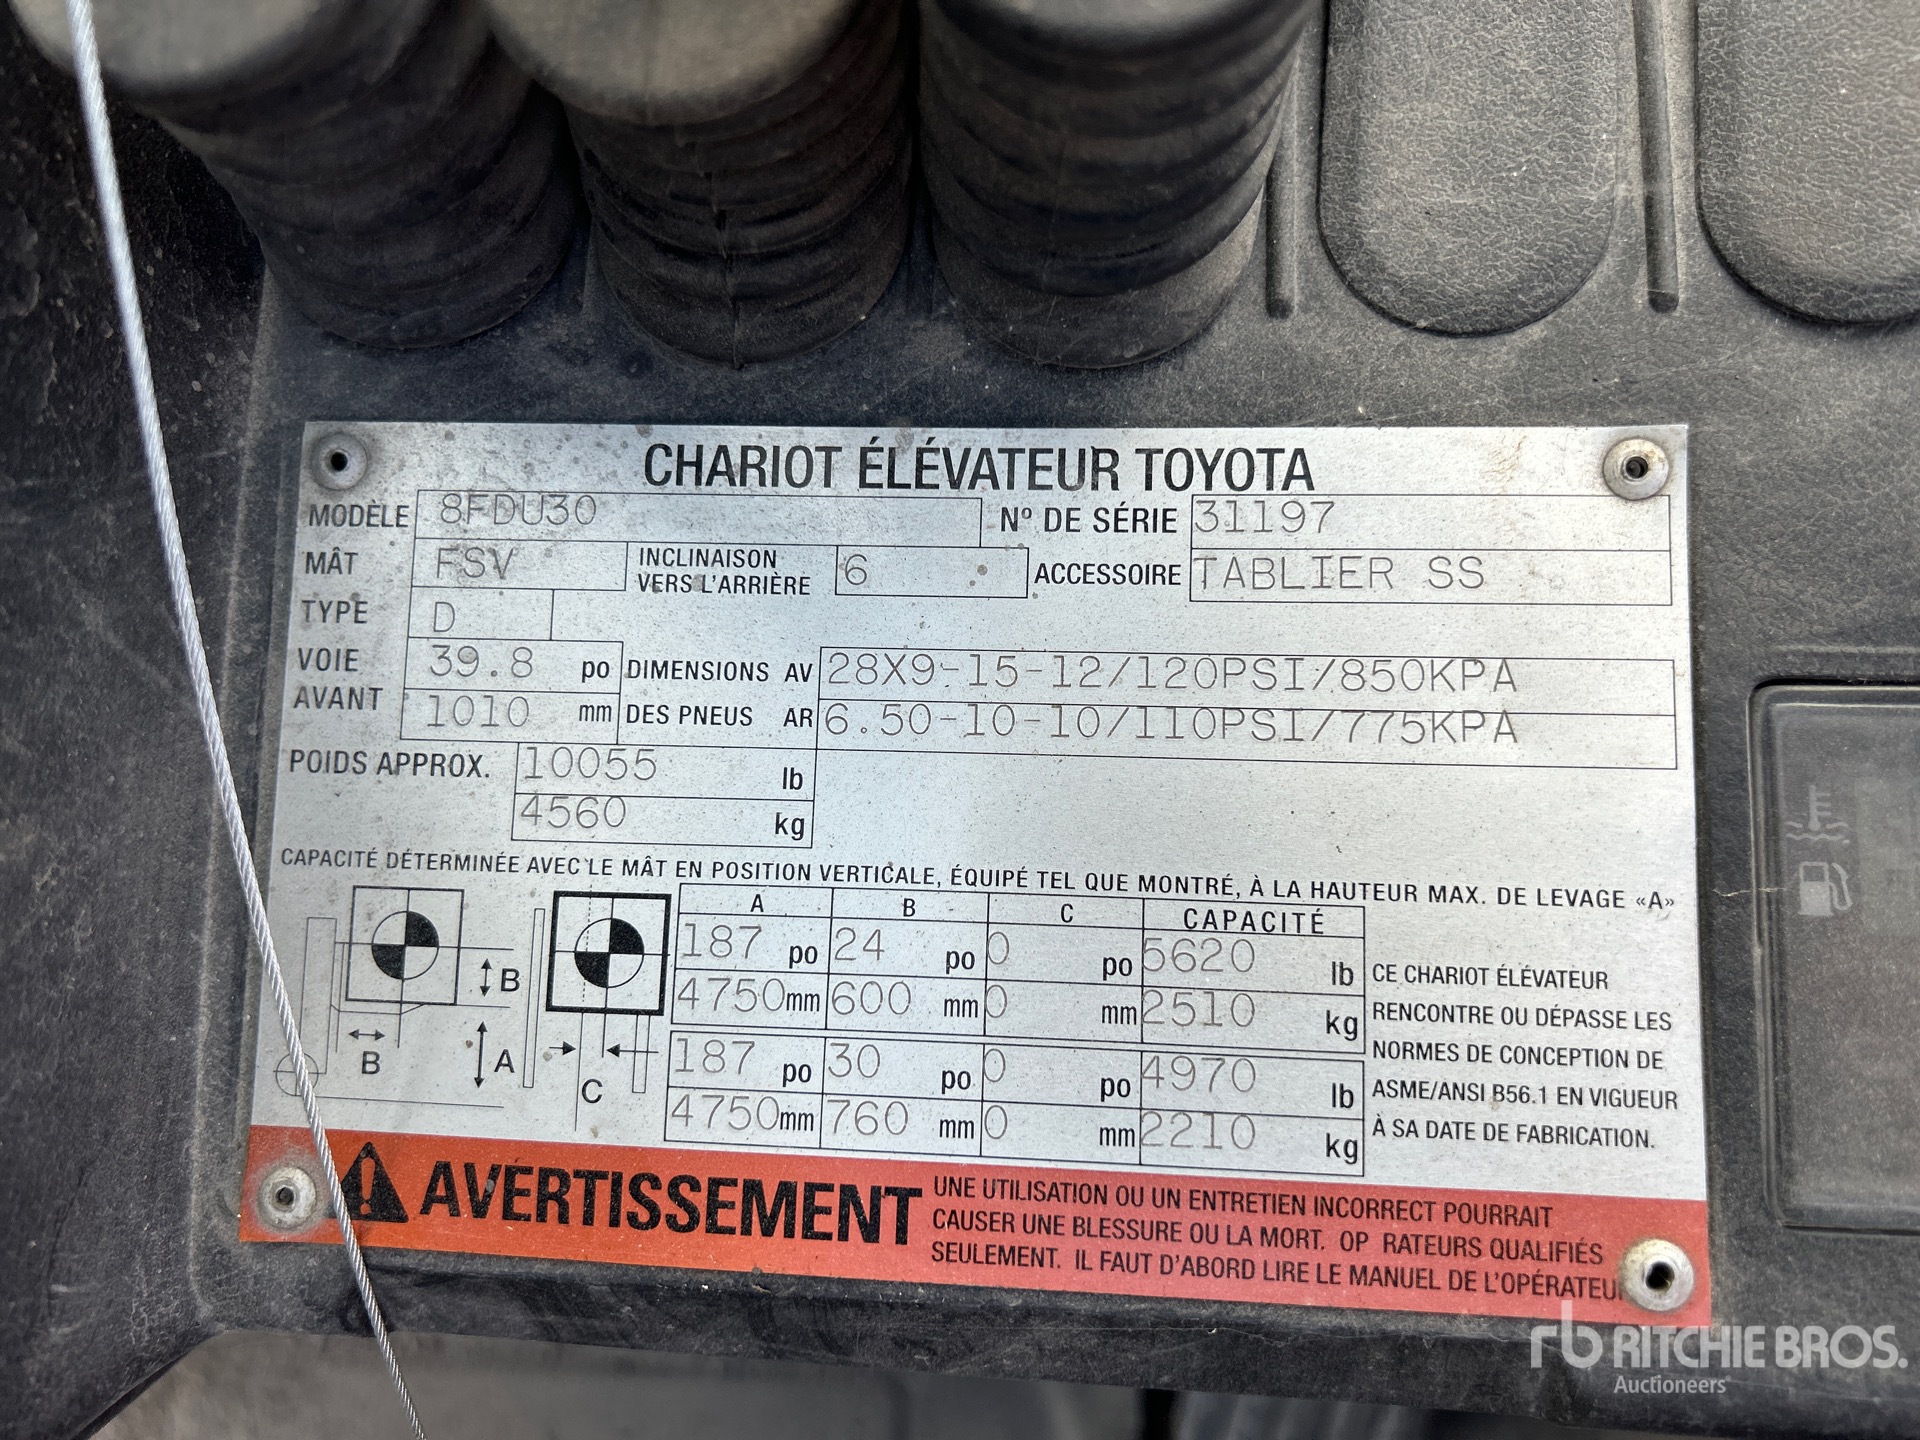 CHARIOT ÉLÉVATEUR TOYOTA
MODÈLE 8FDU30 Nº DE SÉRIE 31197
MÂT FSV INCLINAISON VERS L'ARRIÈRE 6 ACCESSOIRE TABLIER SS
TYPE D
VOIE AVANT 39.8 po DIMENSIONS DES PNEUS AV 28X9-15-12/120PSI/850KPA
1010 mm AR 6.50-10-10/110PSI/775KPA
POIDS APPROX. 10055 lb
4560 kg
CAPACITÉ DÉTERMINÉE AVEC LE MÂT EN POSITION VERTICALE, ÉQUIPÉ TEL QUE MONTRÉ, À LA HAUTEUR MAX. DE LEVAGE «A»
A B C CAPACITÉ
187 po 24 po 0 po 5620 lb
4750 mm 600 mm 0 mm 2510 kg
187 po 30 po 0 po 4970 lb
4750 mm 760 mm 0 mm 2210 kg
B
B
A
C
CE CHARIOT ÉLÉVATEUR
RENCONTRE OU DÉPASSE LES
NORMES DE CONCEPTION DE
ASME/ANSI B56.1 EN VIGUEUR
À SA DATE DE FABRICATION.
AVERTISSEMENT
UNE UTILISATION OU UN ENTRETIEN INCORRECT POURRAIT
CAUSER UNE BLESSURE OU LA MORT. OP RATEURS QUALIFIÉS
SEULEMENT. IL FAUT D'ABORD LIRE LE MANUEL DE L'OPÉRATEU
rb RITCHIE BROS.
Auctioneers